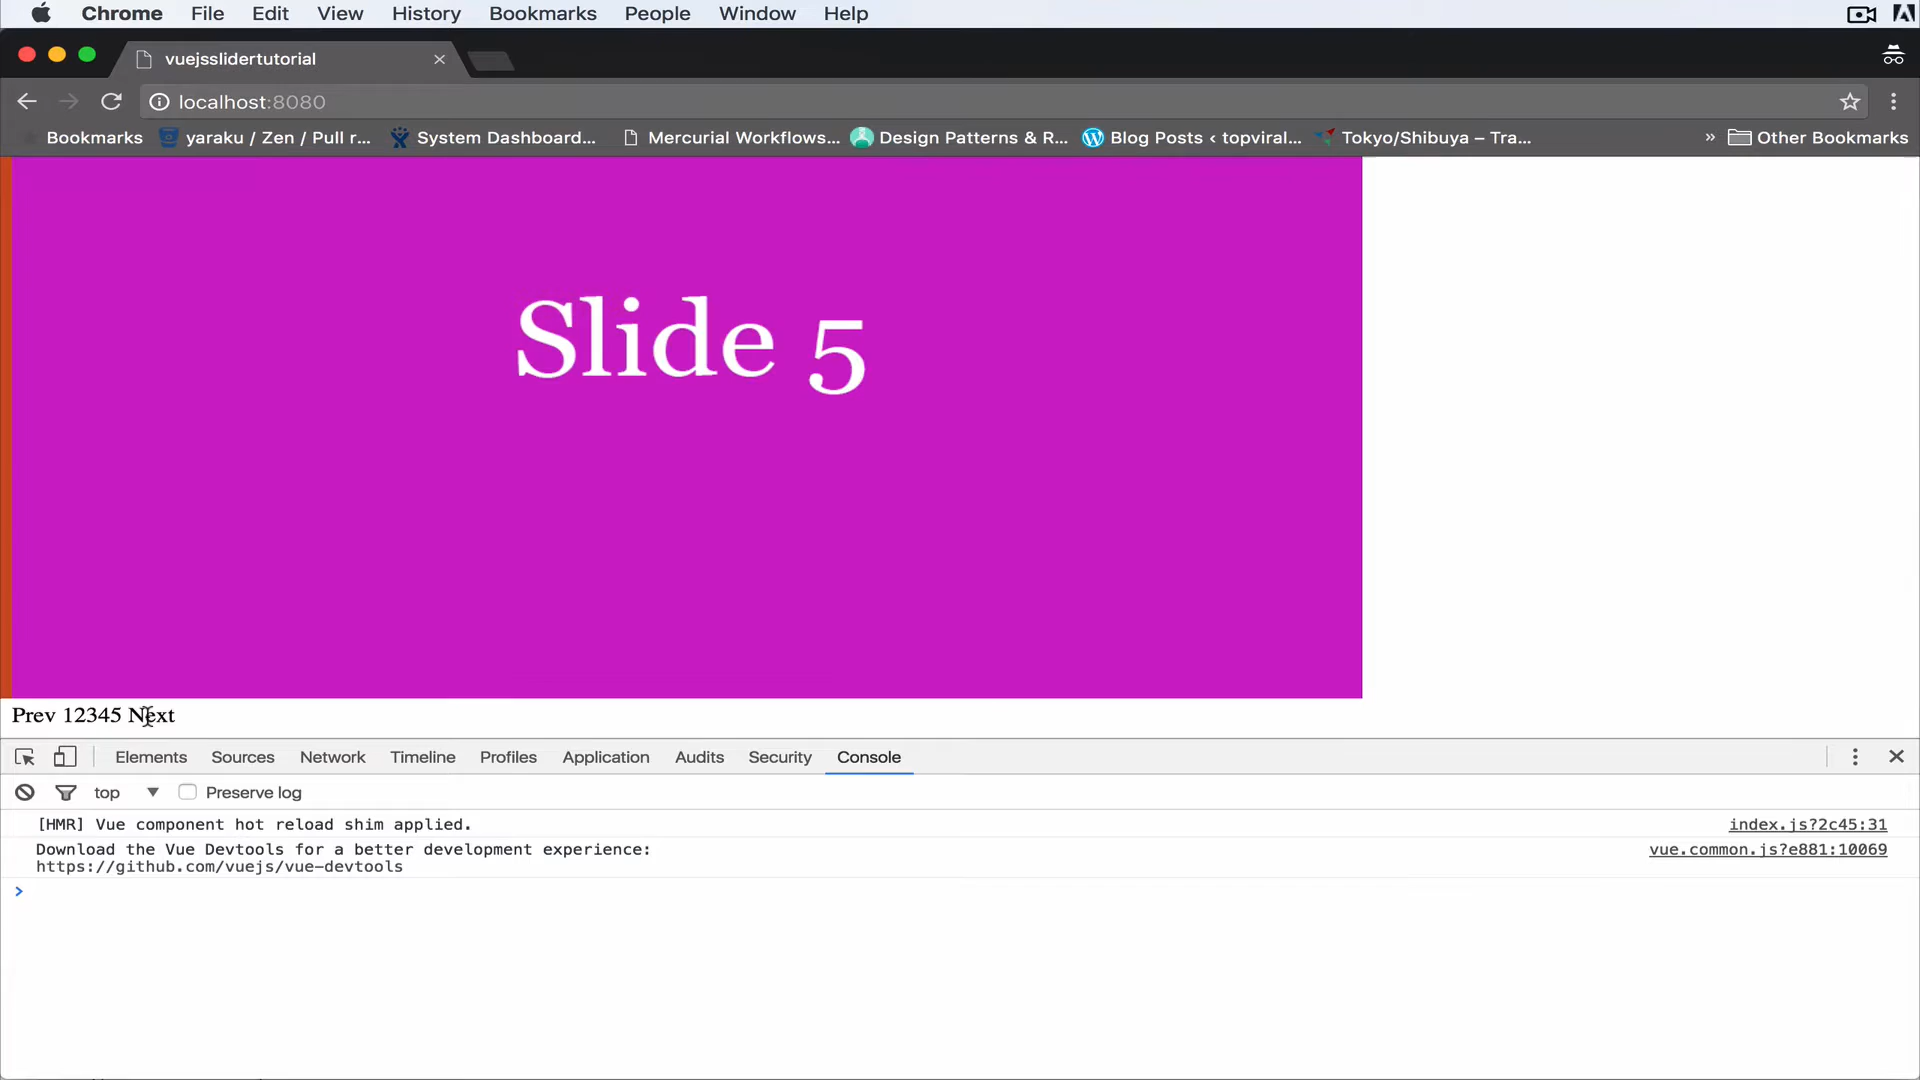 Chrome File Edit View History Bookmarks People Window Help
vuejsslidertutorial
localhost:8080
Bookmarks yaraku / Zen / Pull r... System Dashboard... Mercurial Workflows... Design Patterns & R... Blog Posts ‹ topviral... Tokyo/Shibuya – Tra... » Other Bookmarks
Slide 5
Prev 12345 Next
Elements Sources Network Timeline Profiles Application Audits Security Console
top Preserve log
[HMR] Vue component hot reload shim applied. index.js?2c45:31
Download the Vue Devtools for a better development experience: vue.common.js?e881:10069
https://github.com/vuejs/vue-devtools
>